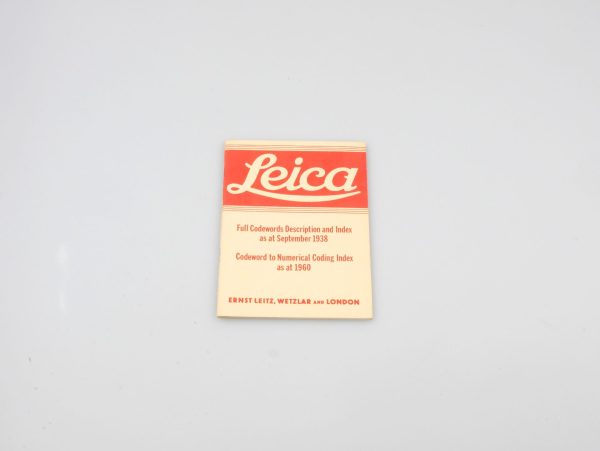 Leica
Full Codewords Description and Index
as at September 1938
Codeword to Numerical Coding Index
as at 1960
ERNST LEITZ, WETZLAR AND LONDON